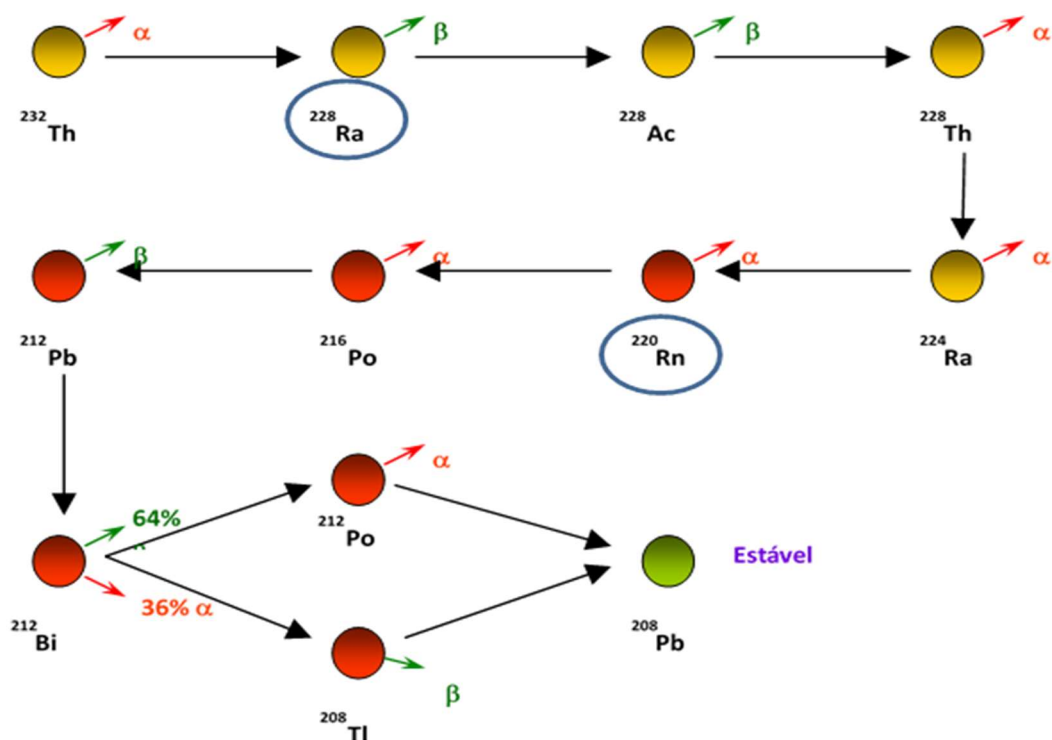 α β β α
²³²Th ²²⁸Ra ²²⁸Ac ²²⁸Th
β α α α
²¹²Pb ²¹⁶Po ²²⁰Rn ²²⁴Ra
α
64%
²¹²Po
Estável
36% α
²¹²Bi ²⁰⁸Pb
β
²⁰⁸Tl